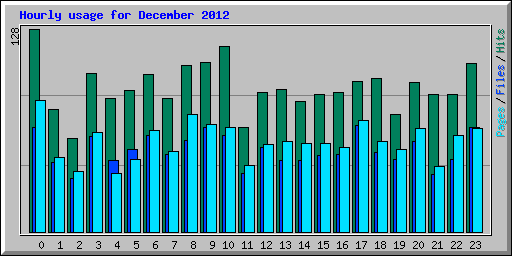 Hourly usage for December 2012
128
Pages/Files/Hits
0 1 2 3 4 5 6 7 8 9 10 11 12 13 14 15 16 17 18 19 20 21 22 23